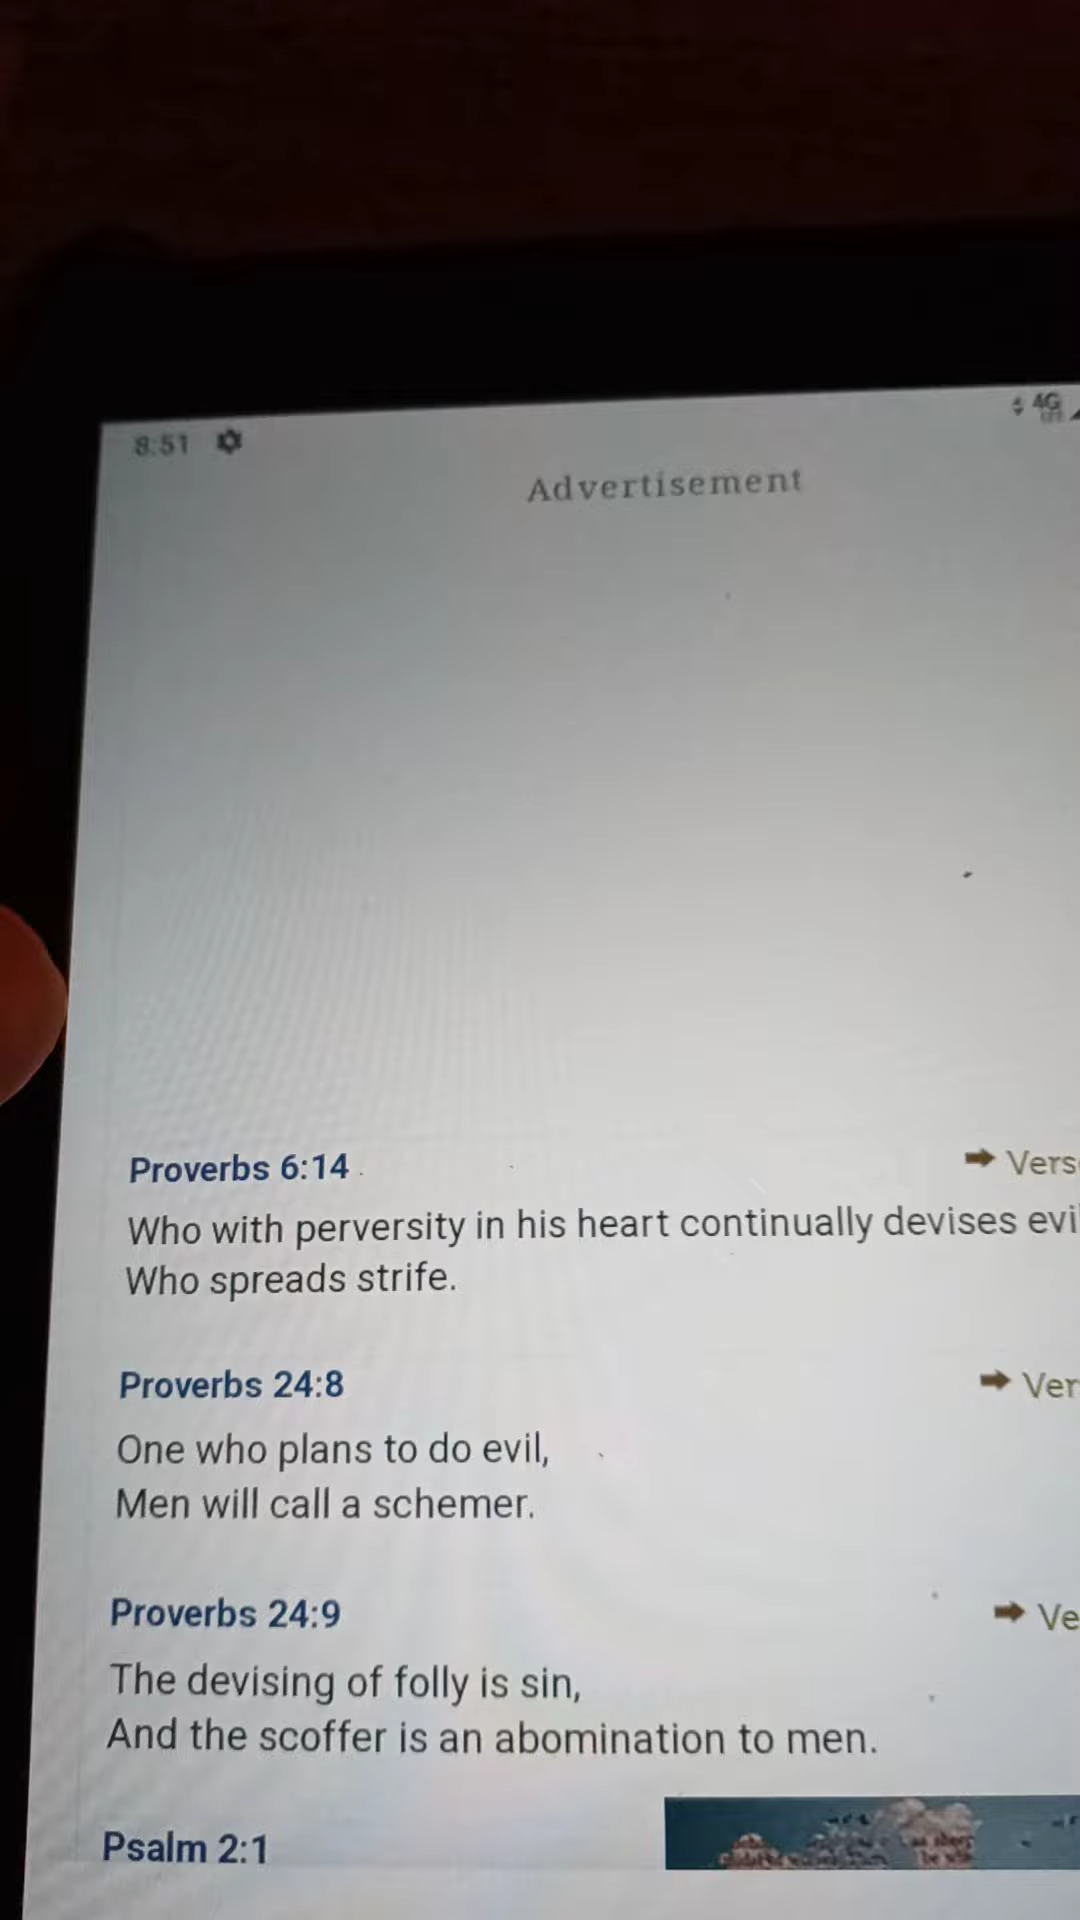 8:51
4G
Advertisement
Proverbs 6:14
Who with perversity in his heart continually devises
Who spreads strife.
Proverbs 24:8
One who plans to do evil,
Men will call a schemer.
Proverbs 24:9
The devising of folly is sin,
And the scoffer is an abomination to men.
Psalm 2:1